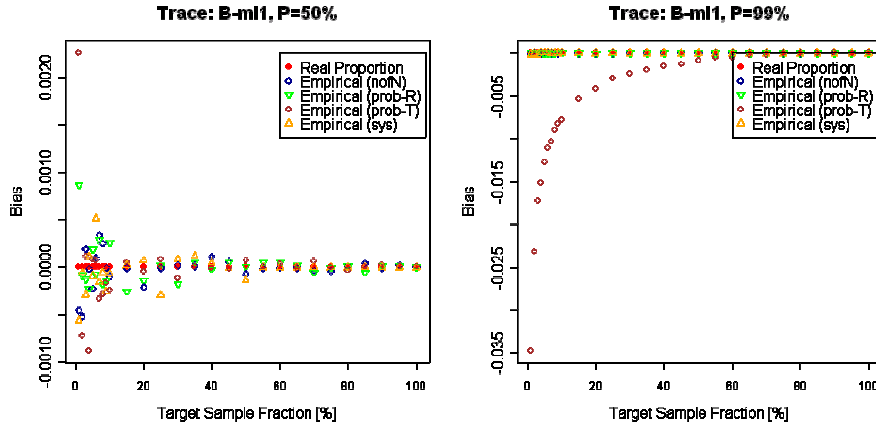 Trace: B-ml1, P=50%
Bias
0.0020
0.0010
0.0000
-0.0010
Real Proportion
Empirical (nofN)
Empirical (prob-R)
Empirical (prob-T)
Empirical (sys)
0 20 40 60 80 100
Target Sample Fraction [%]
Trace: B-ml1, P=99%
Bias
-0.005
-0.015
-0.025
-0.035
Real Proportion
Empirical (nofN)
Empirical (prob-R)
Empirical (prob-T)
Empirical (sys)
0 20 40 60 80 100
Target Sample Fraction [%]